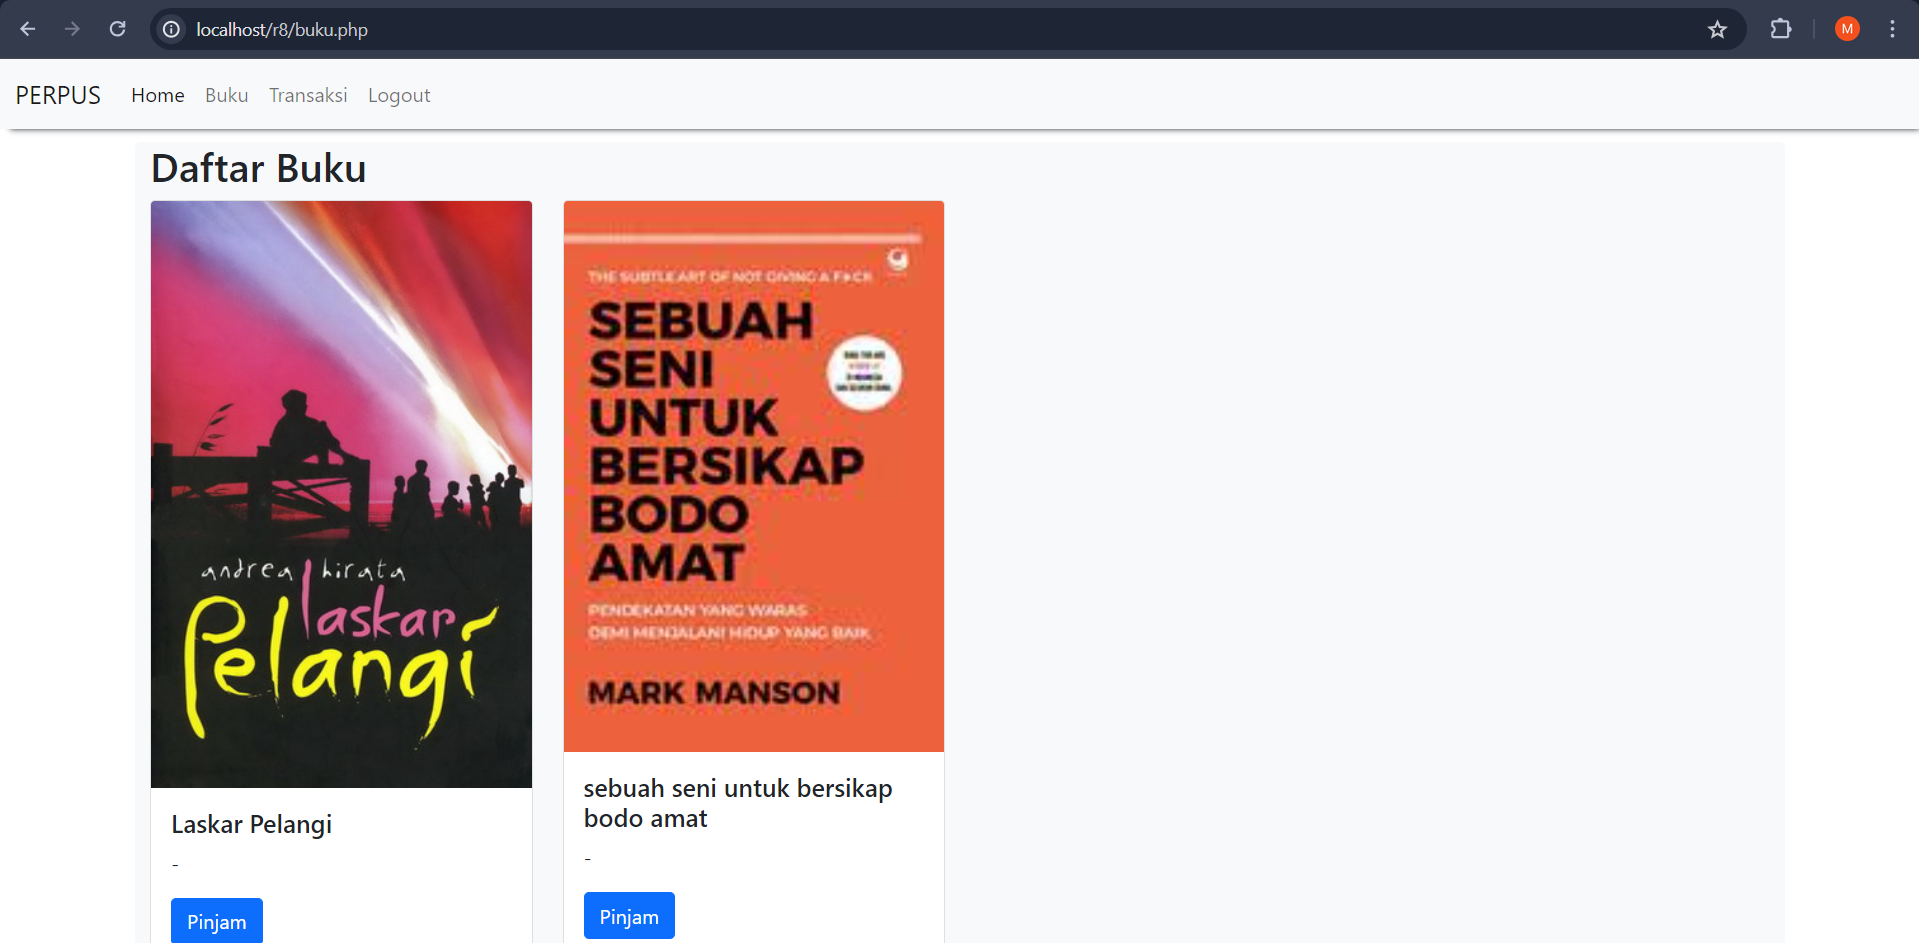 localhost/r8/buku.php
M
PERPUS Home Buku Transaksi Logout
Daftar Buku
andrea hirata
laskar
Pelangi
Laskar Pelangi
-
Pinjam
THE SUBTLE ART OF NOT GIVING A F*CK
SEBUAH
SENI
UNTUK
BERSIKAP
BODO
AMAT
PENDEKATAN YANG WARAS
DEMI MENJALANI HIDUP YANG BAIK
MARK MANSON
sebuah seni untuk bersikap
bodo amat
-
Pinjam